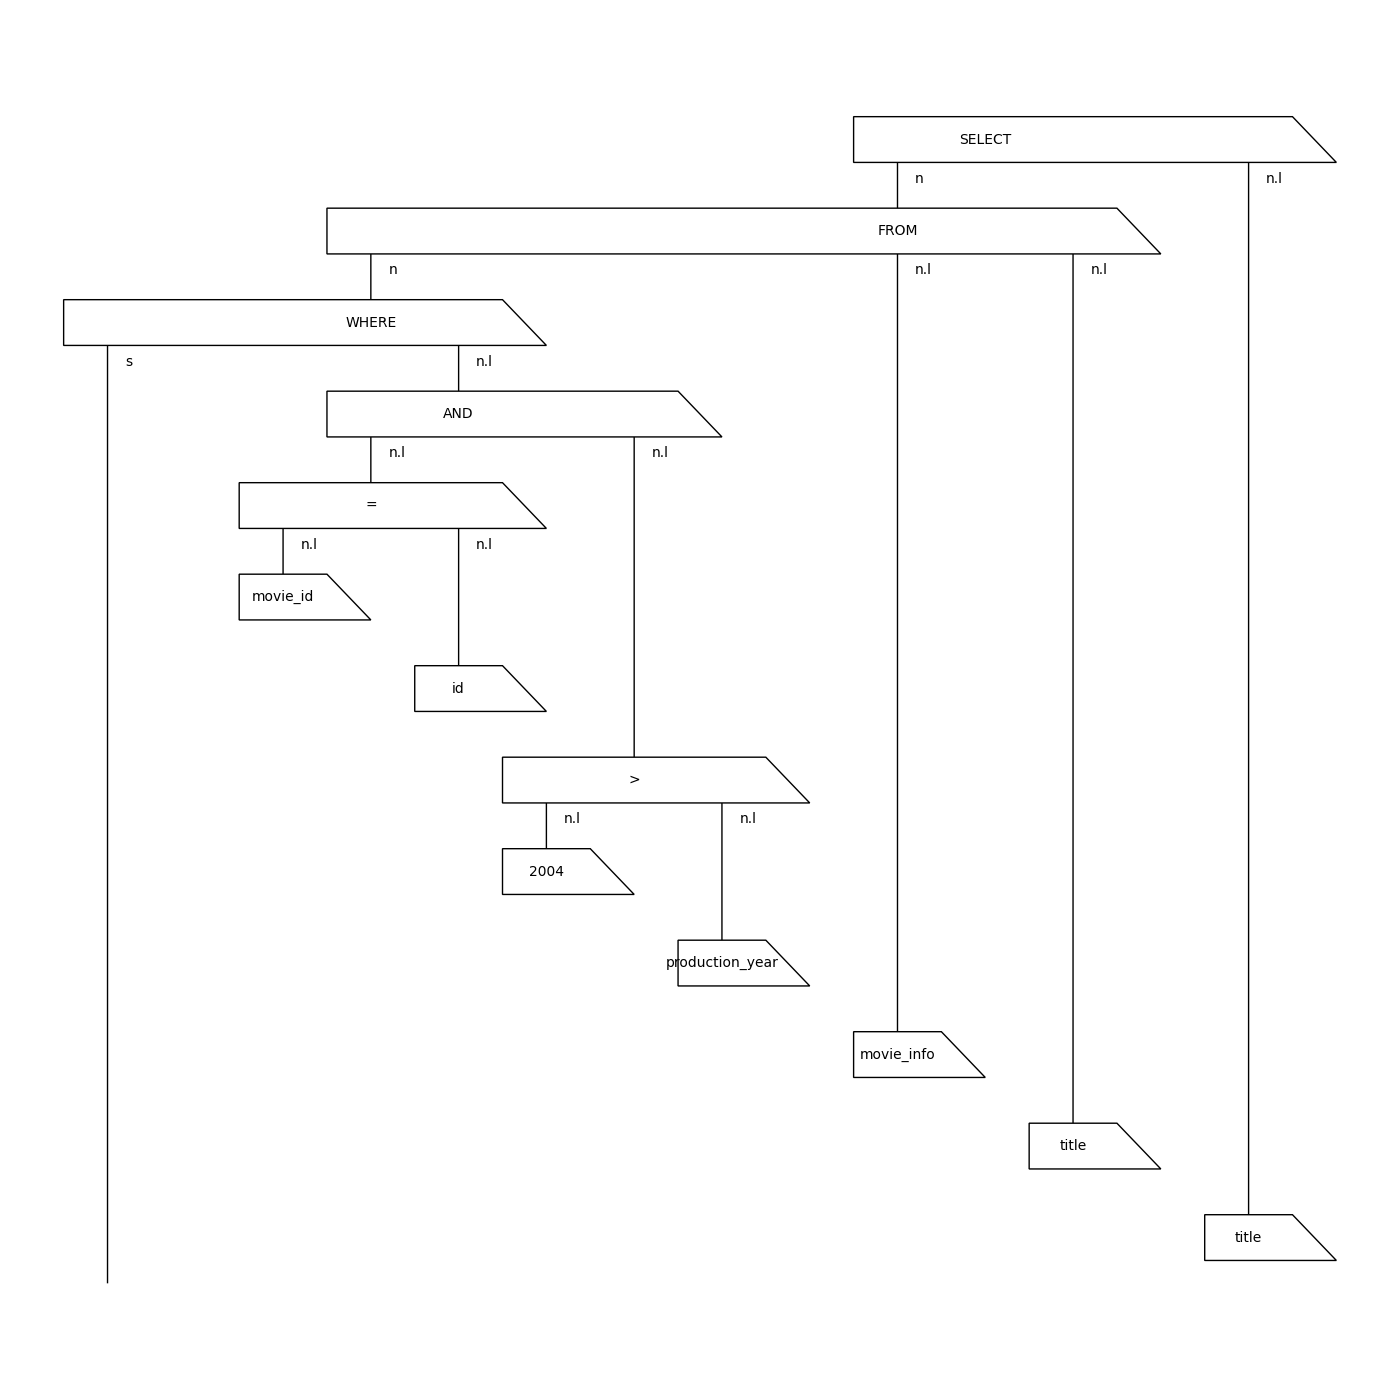 SELECT
n n.l
FROM
n n.l n.l
WHERE
s n.l
AND
n.l n.l
=
n.l n.l
movie_id
id
>
n.l n.l
2004
production_year
movie_info
title
title